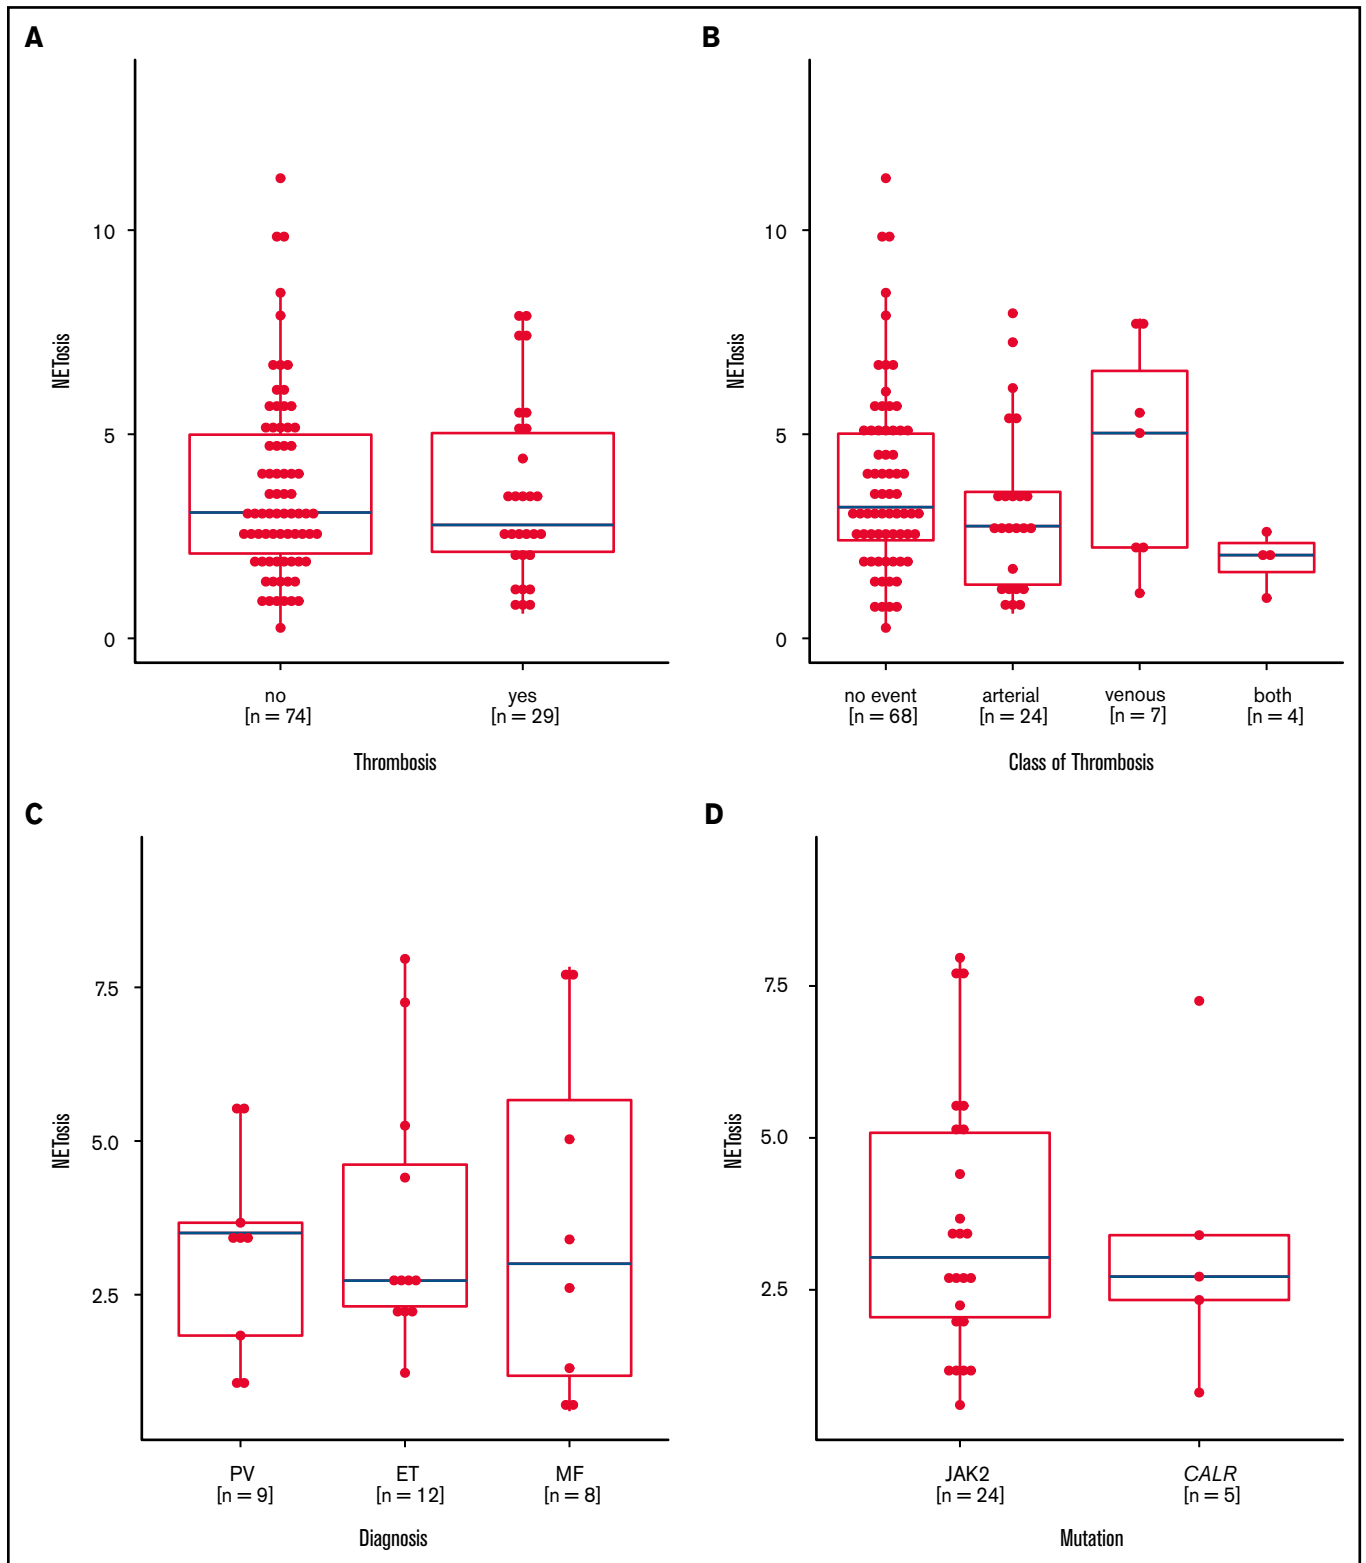 A
10
5
0
NETosis
no
[n = 74]
yes
[n = 29]
Thrombosis
B
10
5
0
NETosis
no event
[n = 68]
arterial
[n = 24]
venous
[n = 7]
both
[n = 4]
Class of Thrombosis
C
7.5
5.0
2.5
NETosis
PV
[n = 9]
ET
[n = 12]
MF
[n = 8]
Diagnosis
D
7.5
5.0
2.5
NETosis
JAK2
[n = 24]
CALR
[n = 5]
Mutation